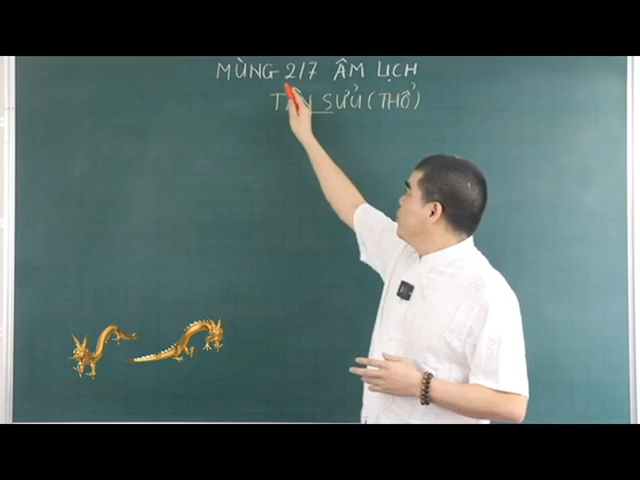 MÙNG 2/7 ÂM LỊCH
TÂN SỬU (THỔ)